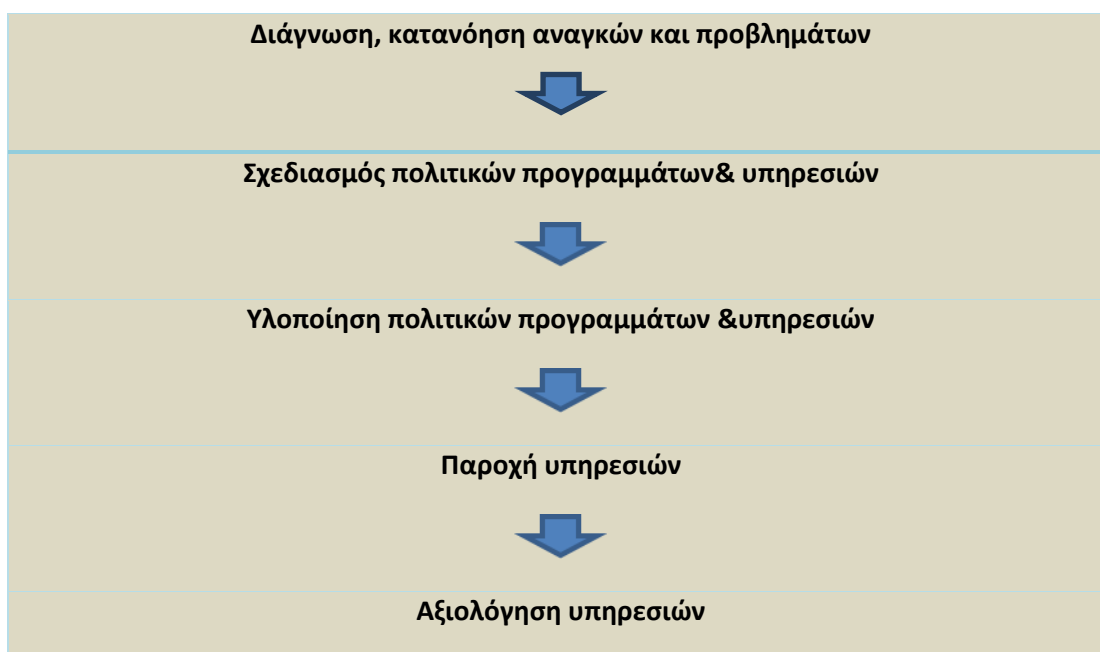 Διάγνωση, κατανόηση αναγκών και προβλημάτων
Σχεδιασμός πολιτικών προγραμμάτων& υπηρεσιών
Υλοποίηση πολιτικών προγραμμάτων &υπηρεσιών
Παροχή υπηρεσιών
Αξιολόγηση υπηρεσιών